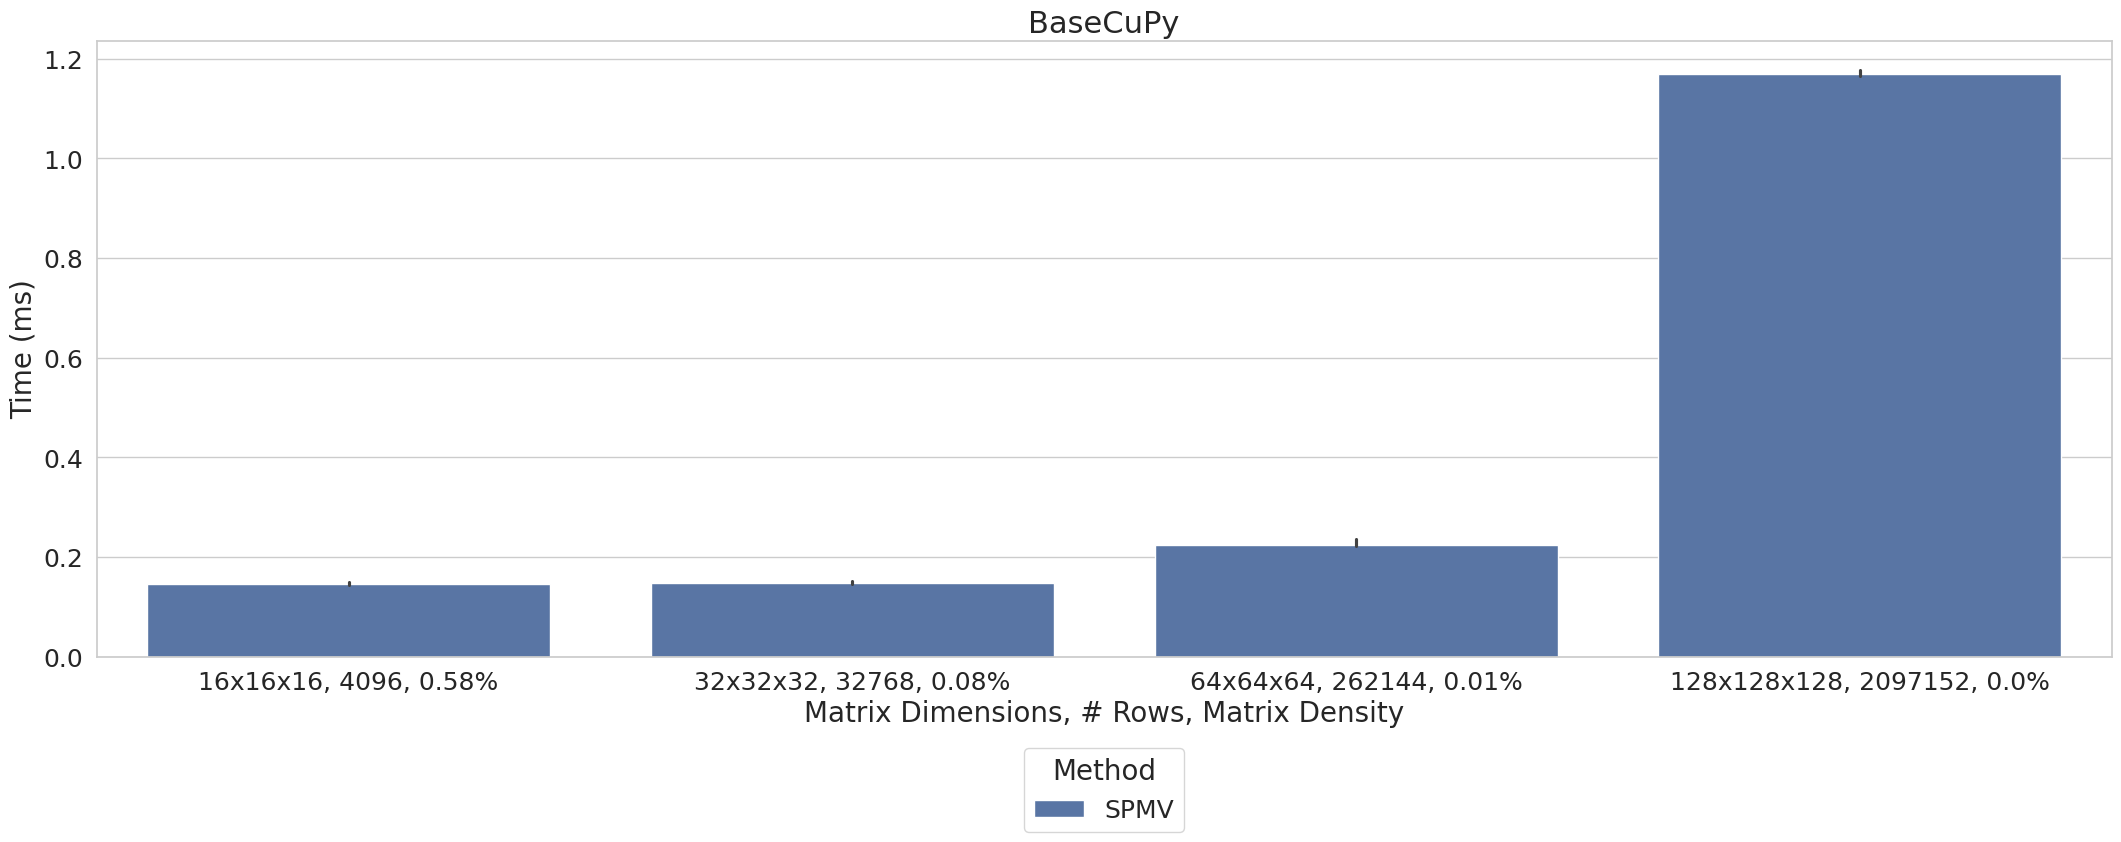 BaseCuPy
1.2
1.0
0.8
0.6
0.4
0.2
0.0
Time (ms)
16x16x16, 4096, 0.58%
32x32x32, 32768, 0.08%
64x64x64, 262144, 0.01%
128x128x128, 2097152, 0.0%
Matrix Dimensions, # Rows, Matrix Density
Method
SPMV